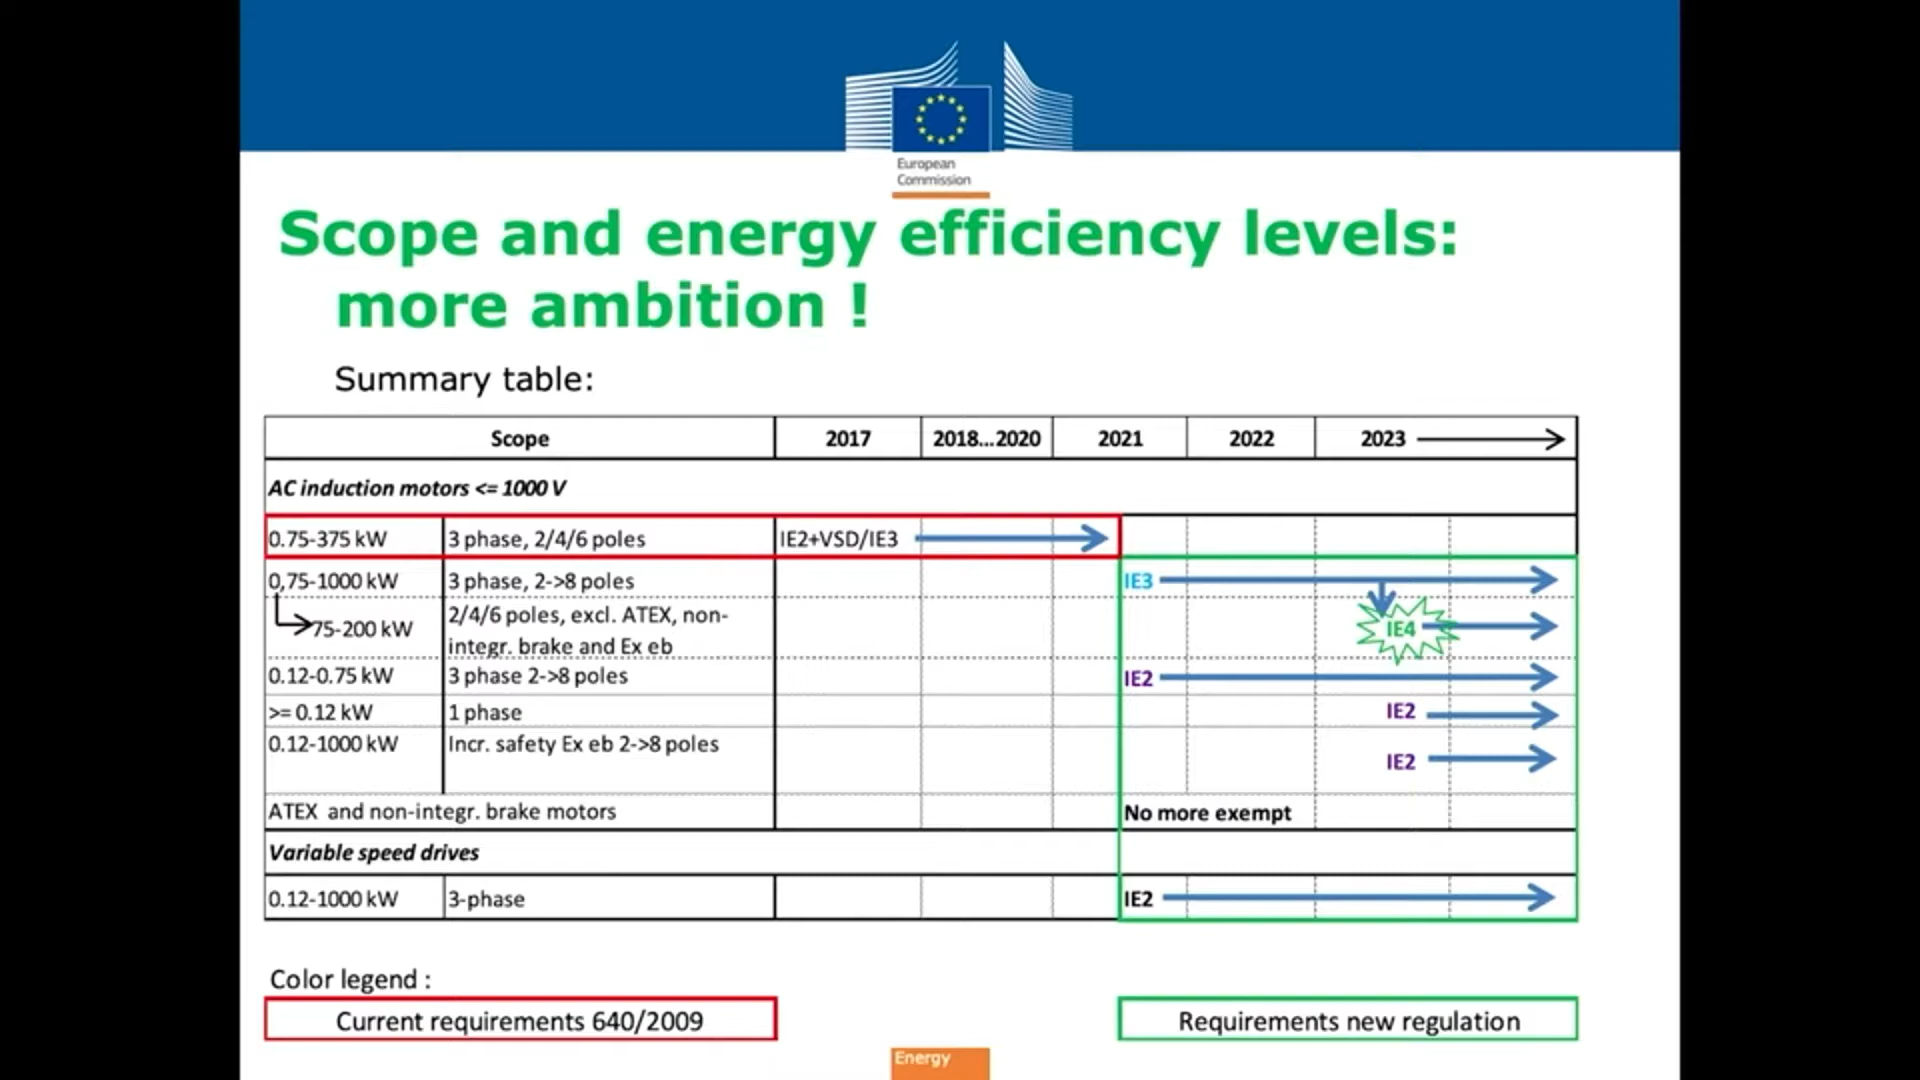 European
Commission
Scope and energy efficiency levels:
more ambition !
Summary table:
Scope 2017 2018...2020 2021 2022 2023
AC induction motors <= 1000 V
0.75-375 kW 3 phase, 2/4/6 poles IE2+VSD/IE3
0,75-1000 kW 3 phase, 2->8 poles IE3
75-200 kW 2/4/6 poles, excl. ATEX, non-
integr. brake and Ex eb IE4
0.12-0.75 kW 3 phase 2->8 poles IE2
>= 0.12 kW 1 phase IE2
0.12-1000 kW Incr. safety Ex eb 2->8 poles IE2
ATEX and non-integr. brake motors No more exempt
Variable speed drives
0.12-1000 kW 3-phase IE2
Color legend :
Current requirements 640/2009 Requirements new regulation
Energy